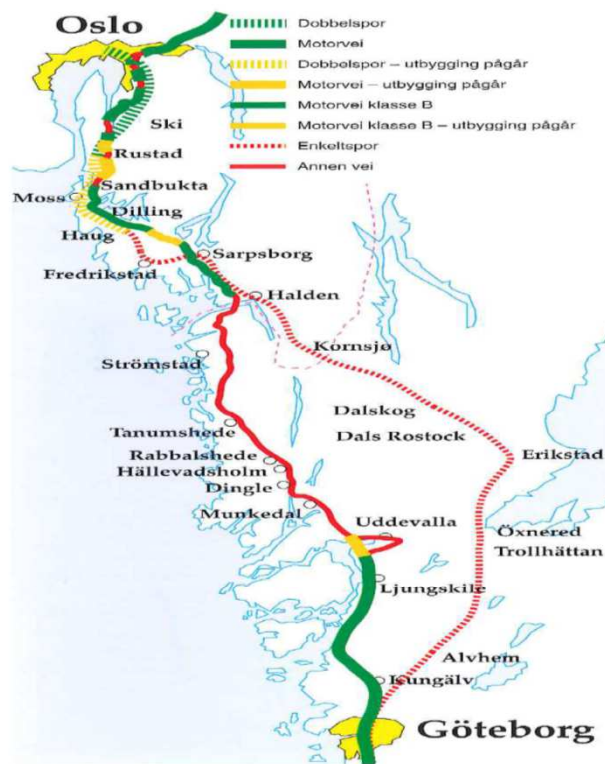 Oslo
Dobbelspor
Motorvei
Dobbelspor – utbygging pågår
Motorvei – utbygging pågår
Motorvei klasse B
Motorvei klasse B – utbygging pågår
Enkeltspor
Annen vei
Ski
Rustad
Sandbukta
Moss
Dilling
Haug
Sarpsborg
Fredrikstad
Halden
Kornsjø
Strömstad
Dalskog
Tanumshede
Dals Rostock
Rabbalshede
Erikstad
Hällevadsholm
Dingle
Munkedal
Uddevalla
Öxnered
Trollhättan
Ljungskile
Alvhem
Kungälv
Göteborg